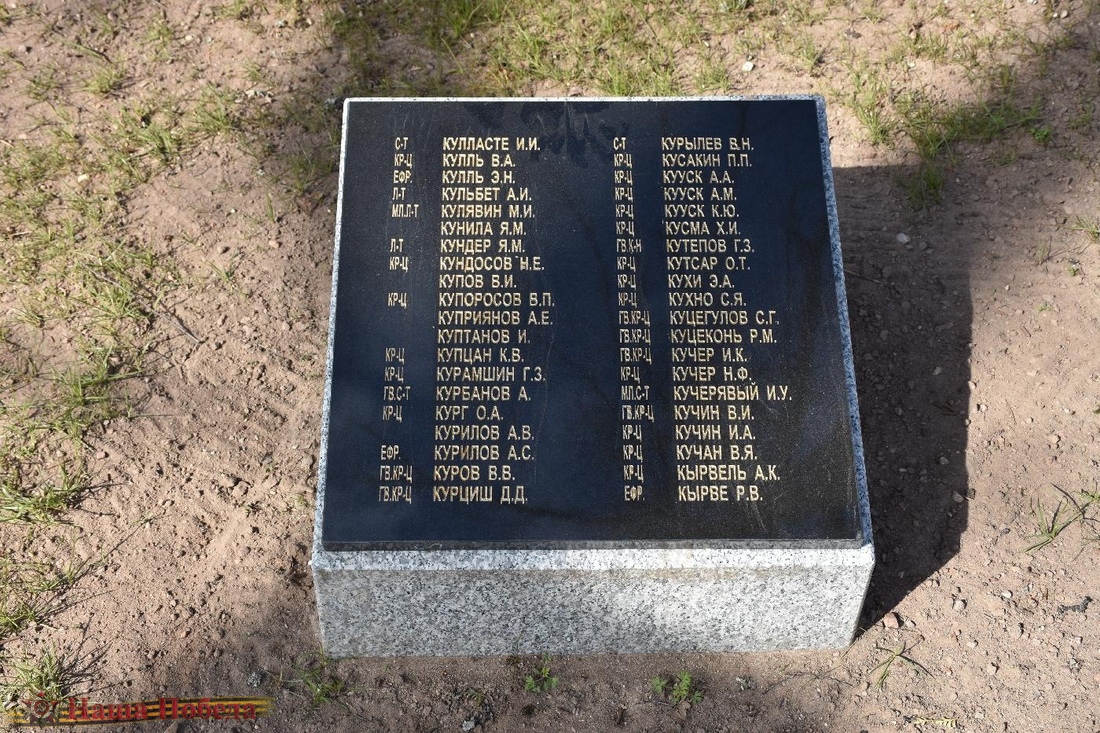 С-Т КУЛЛАСТЕ И.И.
КР-Ц КУЛЛЬ В.А.
ЕФР. КУЛЛЬ Э.Н.
Л-Т КУЛЬБЕТ А.И.
МЛ.Л-Т КУЛЯВИН М.И.
КУНИЛА Я.М.
Л-Т КУНДЕР Я.М.
КР-Ц КУНДОСОВ Н.Е.
КУПОВ В.И.
КР-Ц КУПОРОСОВ В.П.
КУПРИЯНОВ А.Е.
КУПТАНОВ И.
КР-Ц КУПЦАН К.В.
КР-Ц КУРАМШИН Г.З.
ГВ.С-Т КУРБАНОВ А.
КР-Ц КУРГ О.А.
КУРИЛОВ А.В.
ЕФР. КУРИЛОВ А.С.
ГВ.КР-Ц КУРОВ В.В.
ГВ.КР-Ц КУРЦИШ Д.Д.
С-Т КУРЫЛЕВ В.Н.
КР-Ц КУСАКИН П.П.
КР-Ц КУУСК А.А.
КР-Ц КУУСК А.М.
КР-Ц КУУСК К.Ю.
КР-Ц КУСМА Х.И.
ГВ.К-Н КУТЕПОВ Г.З.
КР-Ц КУТСАР О.Т.
КР-Ц КУХИ Э.А.
КР-Ц КУХНО С.Я.
ГВ.КР-Ц КУЦЕГУЛОВ С.Г.
ГВ.КР-Ц КУЦЕКОНЬ Р.М.
ГВ.КР-Ц КУЧЕР И.К.
КР-Ц КУЧЕР Н.Ф.
МЛ.С-Т КУЧЕРЯВЫЙ И.У.
ГВ.КР-Ц КУЧИН В.И.
КР-Ц КУЧИН И.А.
КР-Ц КУЧАН В.Я.
КР-Ц КЫРВЕЛЬ А.К.
ЕФР. КЫРВЕ Р.В.
Наша Победа